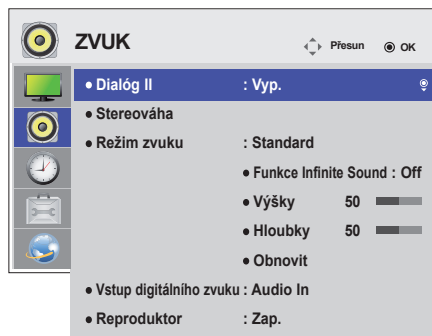 ZVUK
Přesun OK
• Dialóg II : Vyp.
• Stereováha
• Režim zvuku : Standard
• Funkce Infinite Sound : Off
• Výšky 50
• Hloubky 50
• Obnovit
• Vstup digitálního zvuku : Audio In
• Reproduktor : Zap.